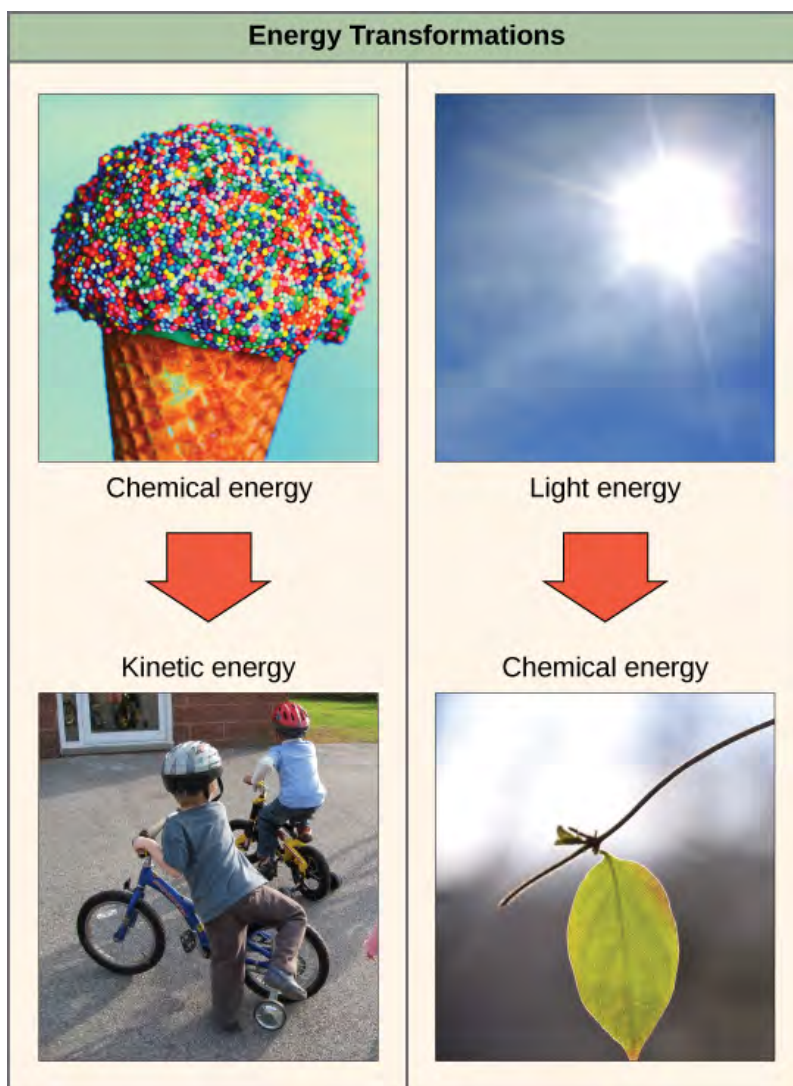 Energy Transformations
Chemical energy
Kinetic energy
Light energy
Chemical energy